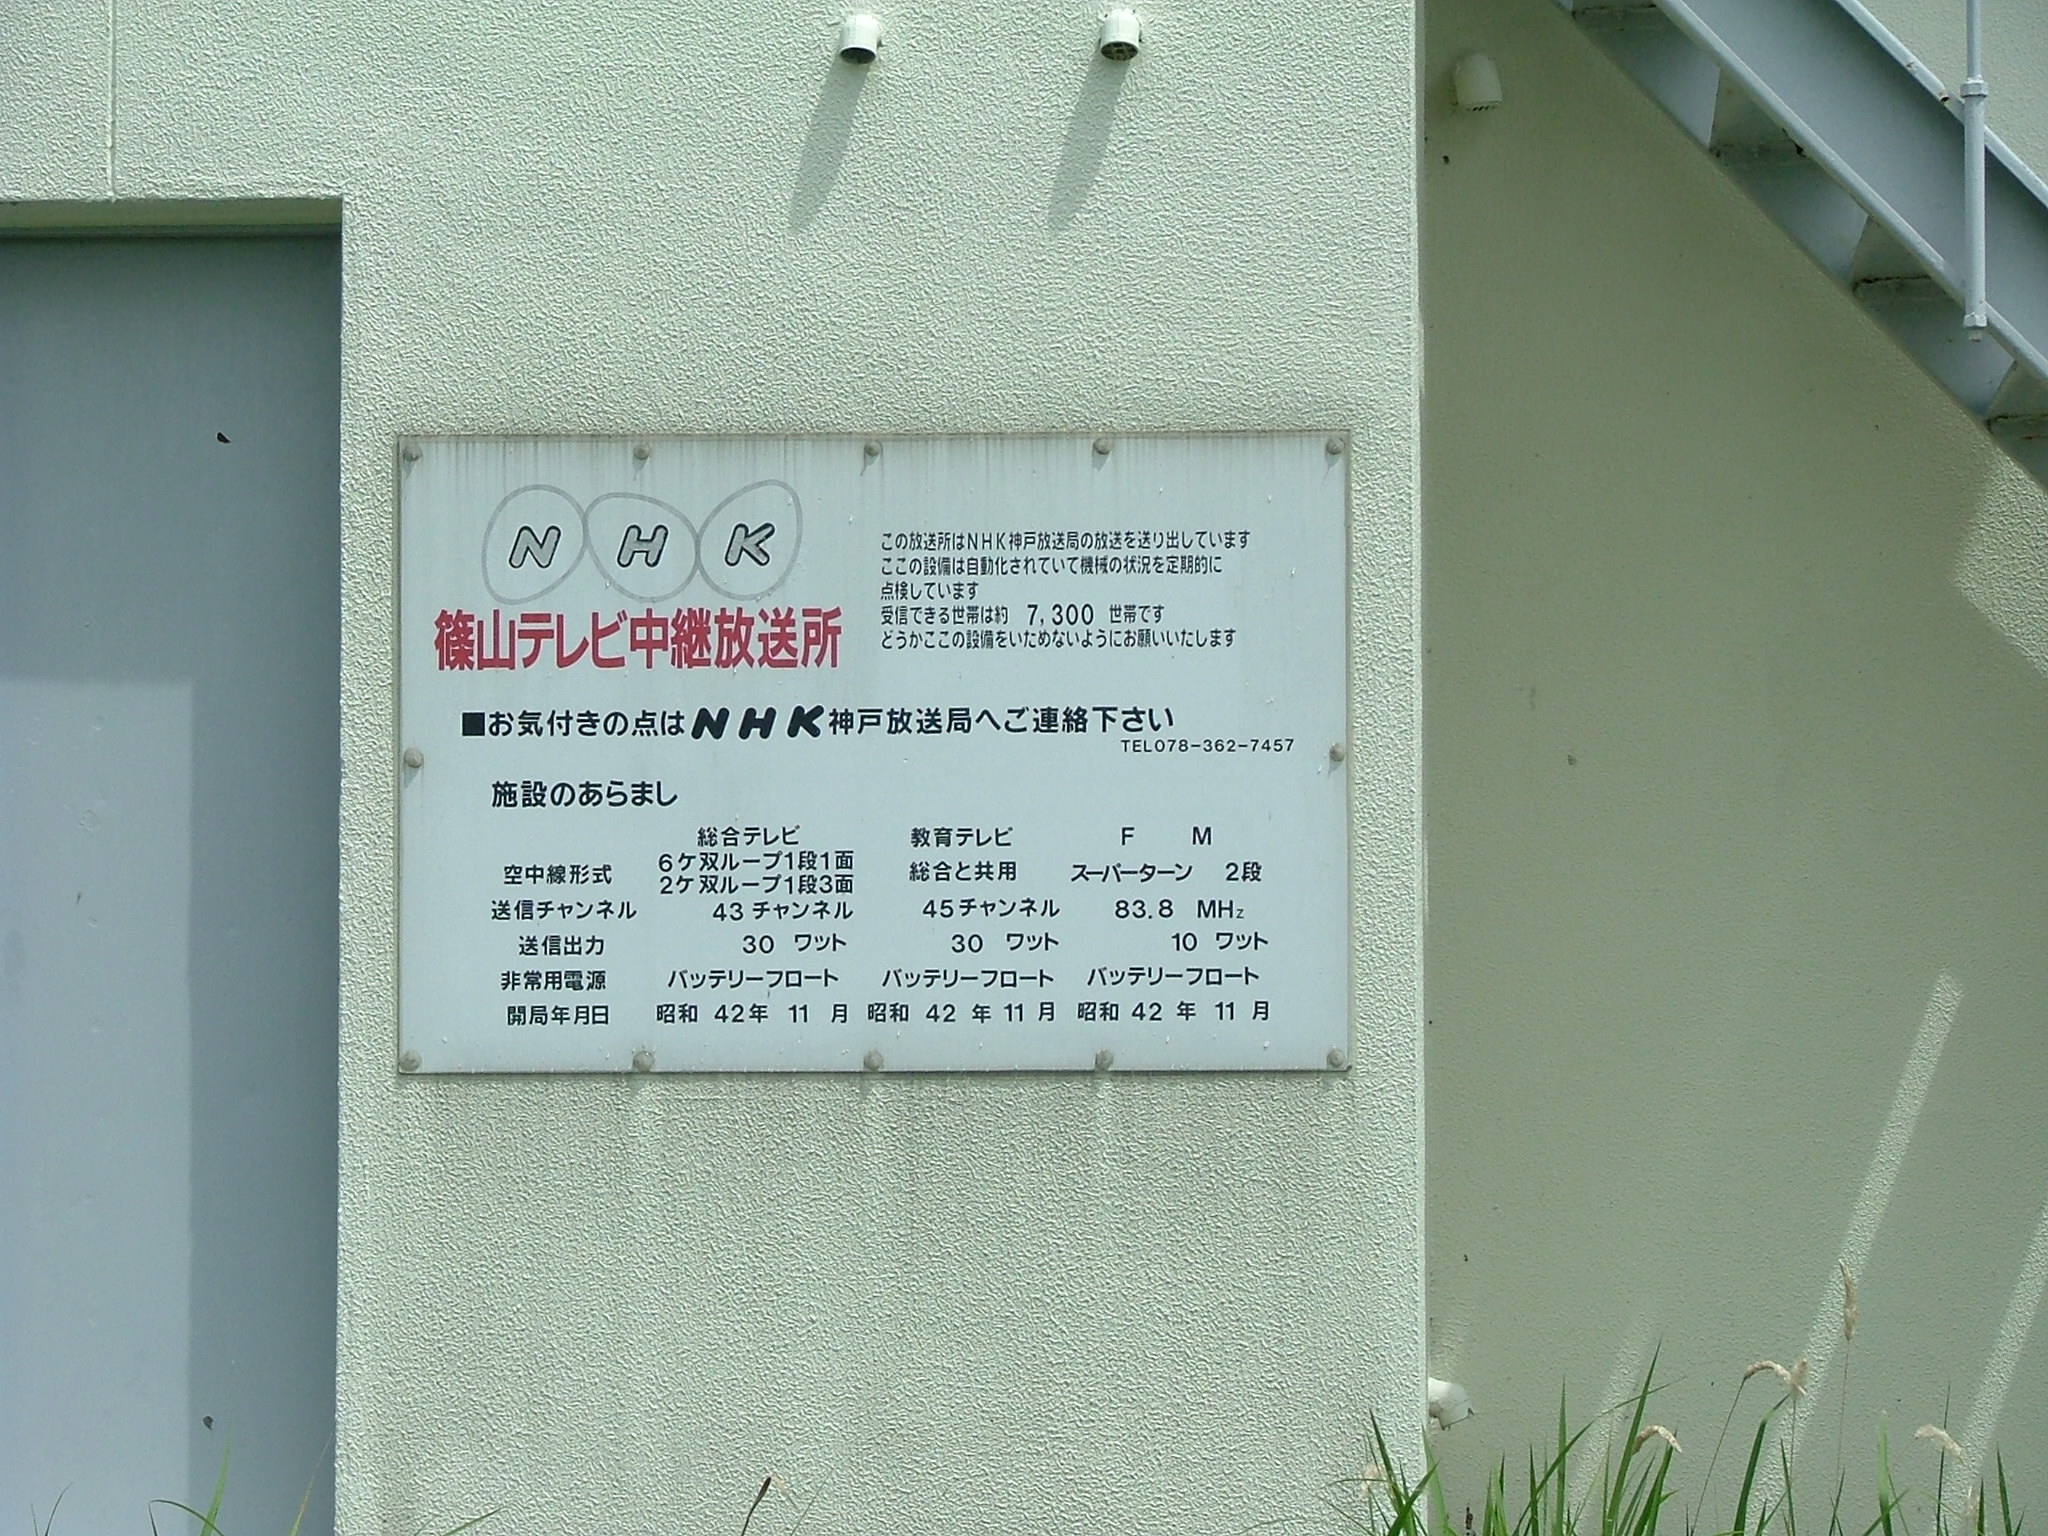 NHK
篠山テレビ中継放送所
この放送所はNHK神戸放送局の放送を送り出しています
ここの設備は自動化されていて機械の状況を定期的に
点検しています
受信できる世帯は約 7,300 世帯です
どうかここの設備をいためないようにお願いいたします
■お気付きの点はNHK神戸放送局へご連絡下さい
TEL078-362-7457
施設のあらまし
総合テレビ 教育テレビ F M
空中線形式 6ケ双ループ1段1面 2ケ双ループ1段3面 総合と共用 スーパーターン 2段
送信チャンネル 43 チャンネル 45チャンネル 83.8 MHz
送信出力 30 ワット 30 ワット 10 ワット
非常用電源 バッテリーフロート バッテリーフロート バッテリーフロート
開局年月日 昭和 42年 11 月 昭和 42 年 11 月 昭和 42 年 11 月